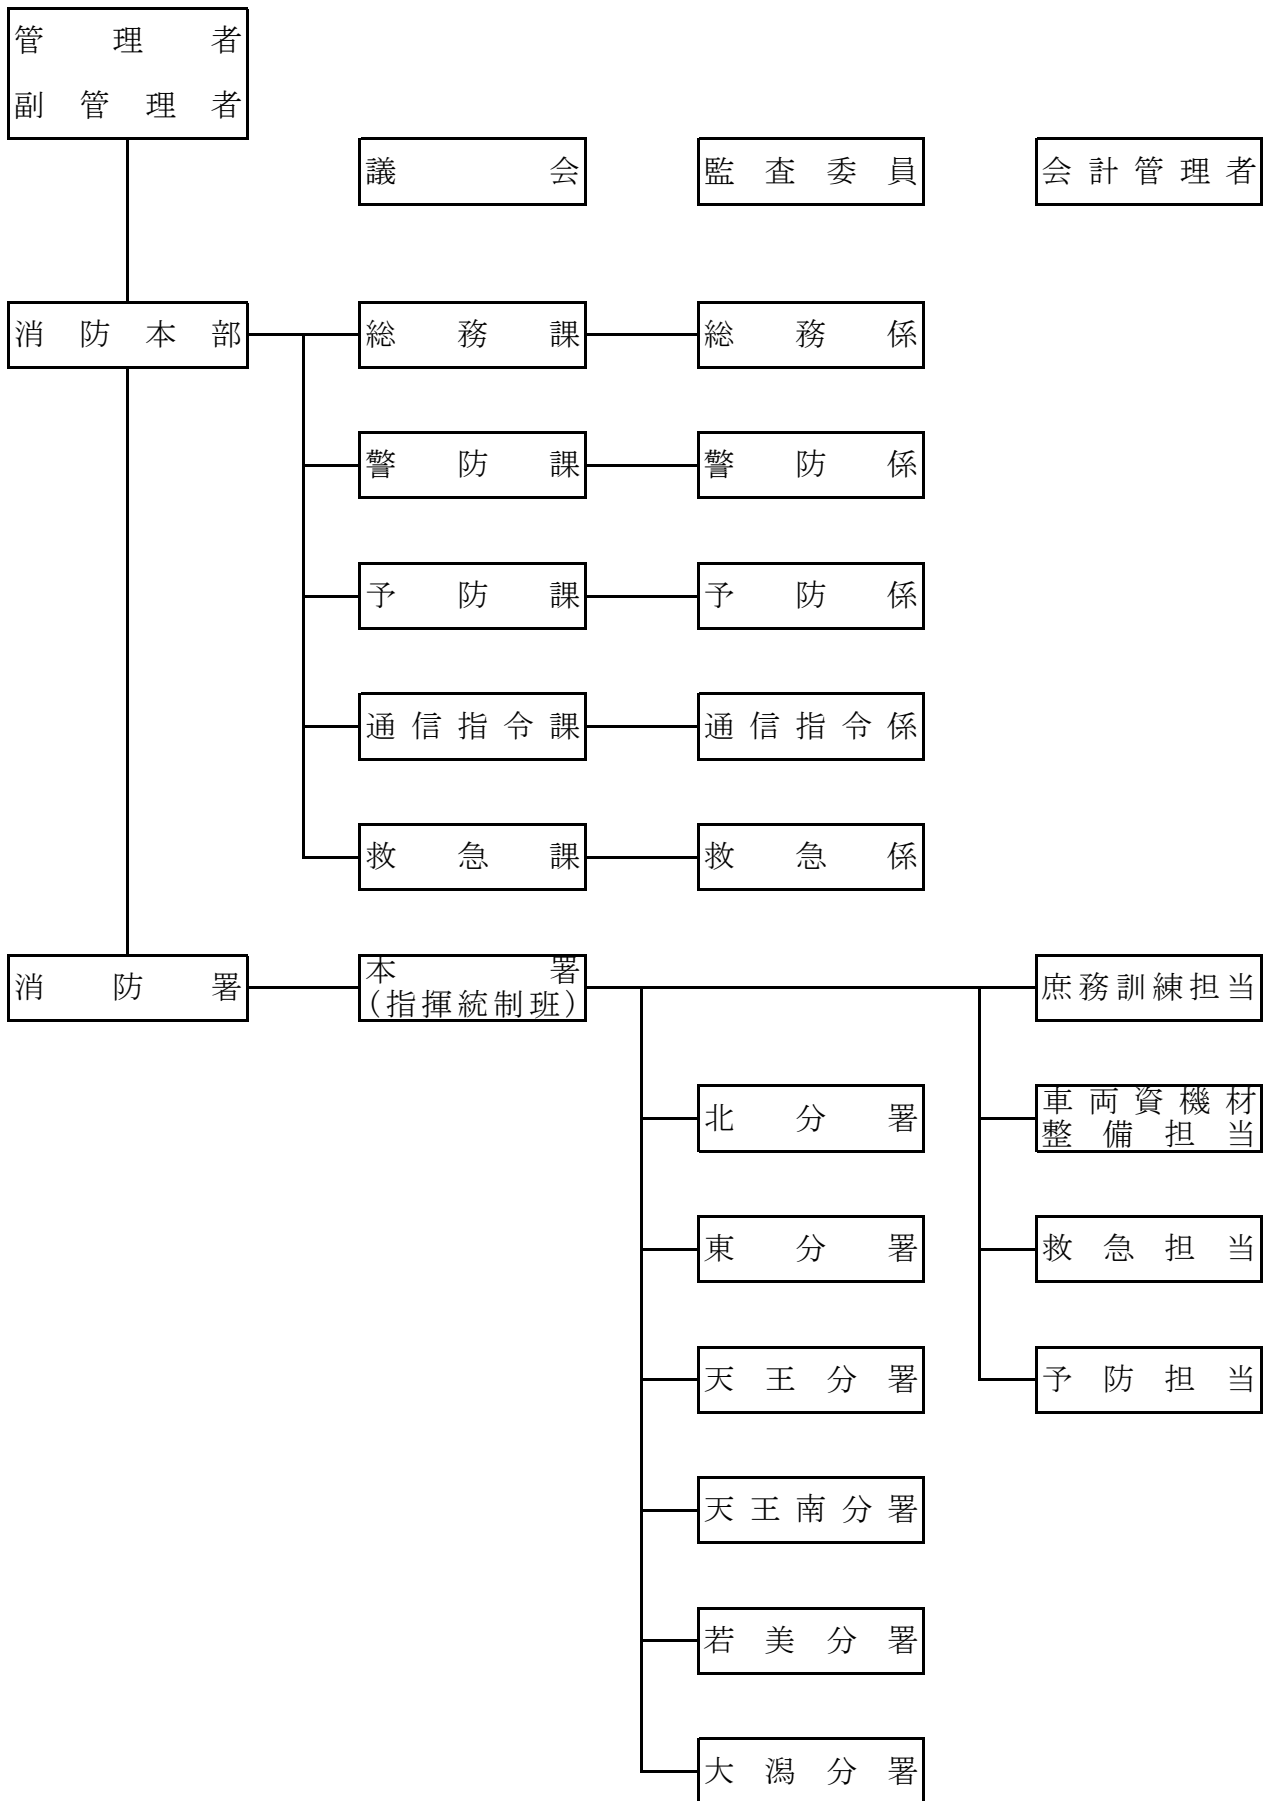 管理者
副管理者
議会
監査委員
会計管理者
消防本部
総務課
総務係
警防課
警防係
予防課
予防係
通信指令課
通信指令係
救急課
救急係
消防署
本署
（指揮統制班）
庶務訓練担当
北分署
車両資機材
整備担当
東分署
救急担当
天王分署
予防担当
天王南分署
若美分署
大潟分署